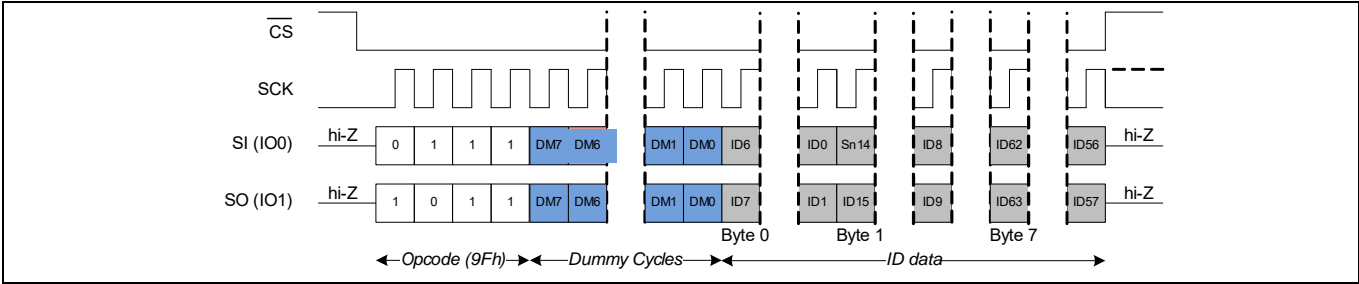 CS
SCK
SI (IO0) hi-Z 0 1 1 1 DM7 DM6 DM1 DM0 ID6 ID0 Sn14 ID8 ID62 ID56 hi-Z
SO (IO1) hi-Z 1 0 1 1 DM7 DM6 DM1 DM0 ID7 ID1 ID15 ID9 ID63 ID57 hi-Z
Byte 0 Byte 1 Byte 7
Opcode (9Fh) Dummy Cycles ID data